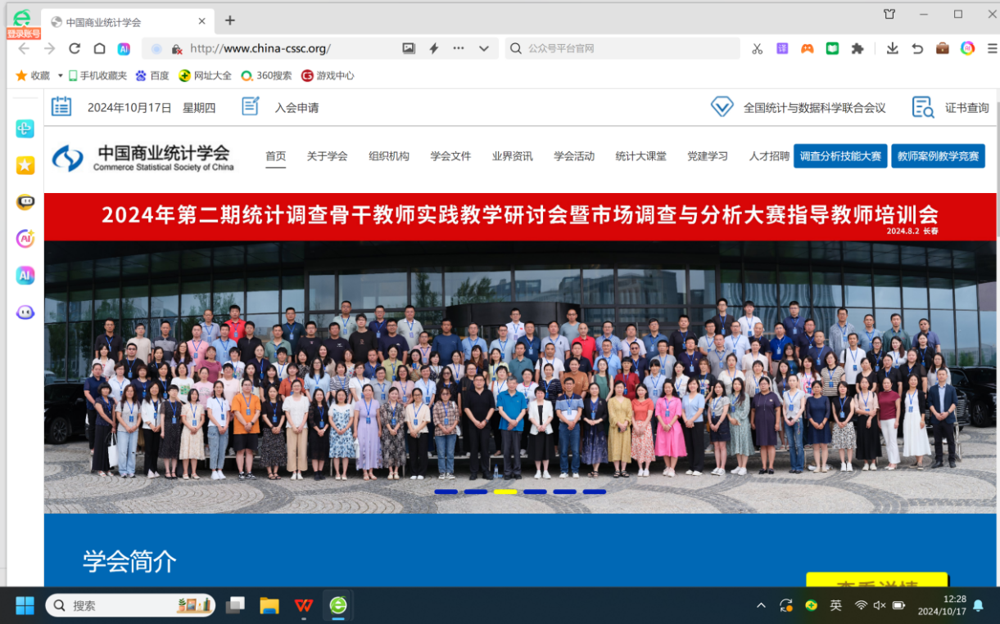 登录账号
中国商业统计学会
http://www.china-cssc.org/
公众号平台官网
收藏 手机收藏夹 百度 网址大全 360搜索 游戏中心
2024年10月17日 星期四 入会申请 全国统计与数据科学联合会议 证书查询
中国商业统计学会
Commerce Statistical Society of China
首页 关于学会 组织机构 学会文件 业界资讯 学会活动 统计大课堂 党建学习 人才招聘 调查分析技能大赛 教师案例教学竞赛
2024年第二期统计调查骨干教师实践教学研讨会暨市场调查与分析大赛指导教师培训会
2024.8.2 长春
学会简介
查看详情
搜索
英
12:28
2024/10/17